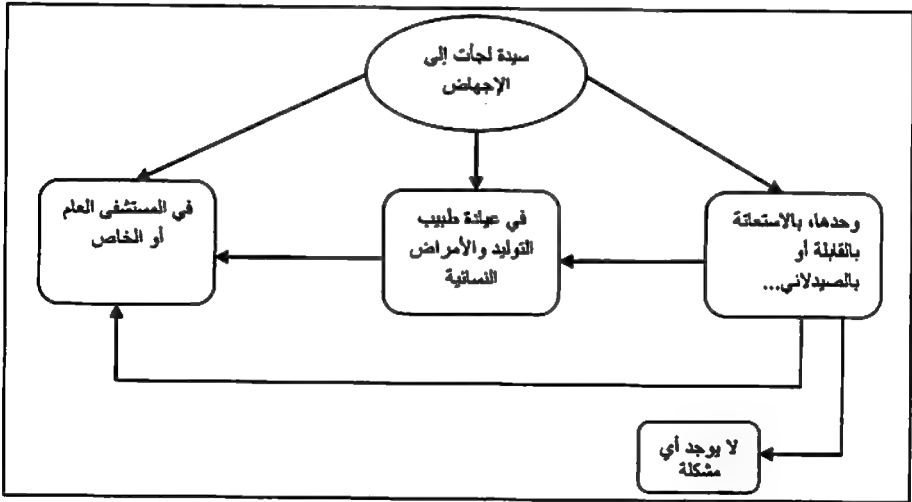 سيدة لجأت إلى
الإجهاض
وحدها، بالاستعانة
بالقابلة أو
بالصيدلاني...
في عيادة طبيب
التوليد والأمراض
النسائية
في المستشفى العام
أو الخاص
لا يوجد أي
مشكلة